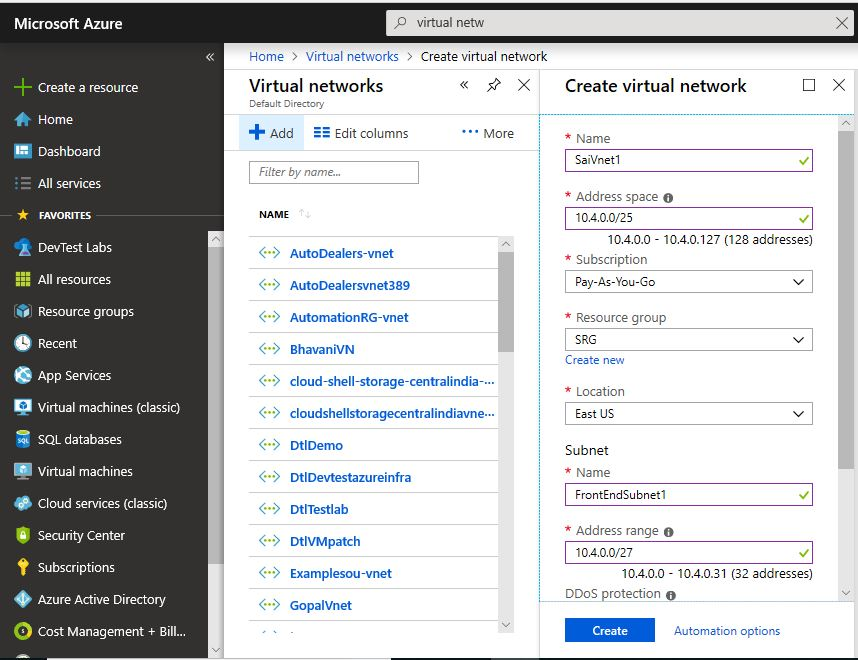 Microsoft Azure
virtual netw
Home > Virtual networks > Create virtual network
Create a resource
Home
Dashboard
All services
FAVORITES
DevTest Labs
All resources
Resource groups
Recent
App Services
Virtual machines (classic)
SQL databases
Virtual machines
Cloud services (classic)
Security Center
Subscriptions
Azure Active Directory
Cost Management + Bill...
Virtual networks
Default Directory
Add
Edit columns
More
Filter by name...
NAME
AutoDealers-vnet
AutoDealersvnet389
AutomationRG-vnet
BhavaniVN
cloud-shell-storage-centralindia-...
cloudshellstoragecentralindiavne...
DtlDemo
DtlDevtestazureinfra
DtlTestlab
DtlVMpatch
Examplesou-vnet
GopalVnet
Create virtual network
* Name
SaiVnet1
* Address space
10.4.0.0/25
10.4.0.0 - 10.4.0.127 (128 addresses)
* Subscription
Pay-As-You-Go
* Resource group
SRG
Create new
* Location
East US
Subnet
* Name
FrontEndSubnet1
* Address range
10.4.0.0/27
10.4.0.0 - 10.4.0.31 (32 addresses)
DDoS protection
Create
Automation options